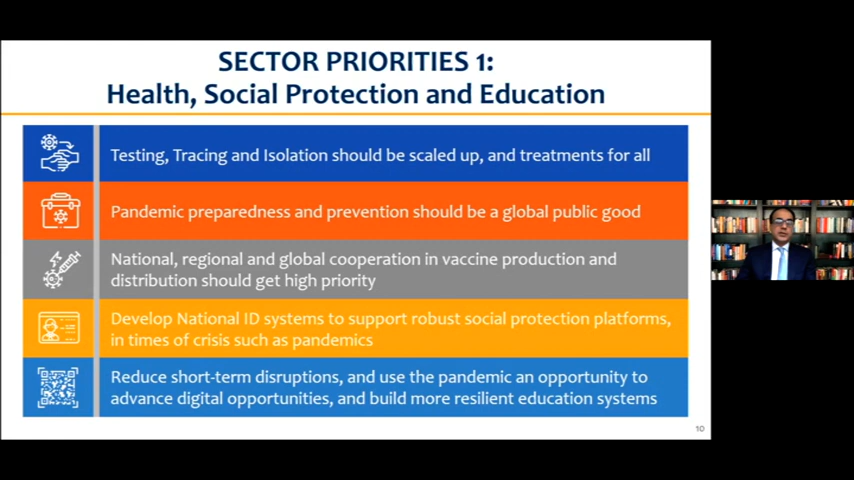 SECTOR PRIORITIES 1:
Health, Social Protection and Education
Testing, Tracing and Isolation should be scaled up, and treatments for all
Pandemic preparedness and prevention should be a global public good
National, regional and global cooperation in vaccine production and
distribution should get high priority
Develop National ID systems to support robust social protection platforms,
in times of crisis such as pandemics
Reduce short-term disruptions, and use the pandemic an opportunity to
advance digital opportunities, and build more resilient education systems
10